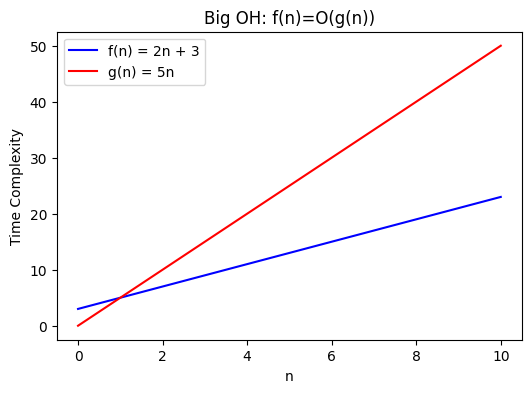 Big OH: f(n)=O(g(n))
f(n) = 2n + 3
g(n) = 5n
Time Complexity
50
40
30
20
10
0
0 2 4 6 8 10
n